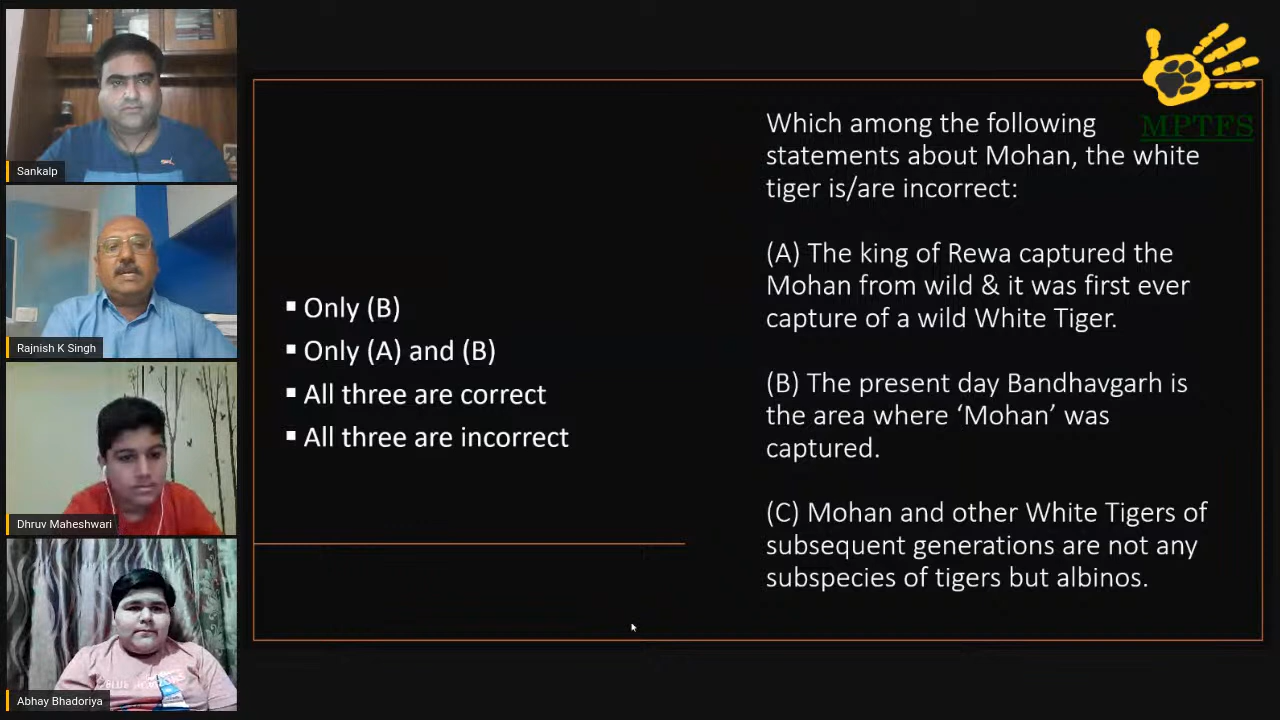 Sankalp
Rajnish K Singh
Dhruv Maheshwari
Abhay Bhadoriya
▪ Only (B)
▪ Only (A) and (B)
▪ All three are correct
▪ All three are incorrect
MPTFS
Which among the following
statements about Mohan, the white
tiger is/are incorrect:
(A) The king of Rewa captured the
Mohan from wild & it was first ever
capture of a wild White Tiger.
(B) The present day Bandhavgarh is
the area where ‘Mohan’ was
captured.
(C) Mohan and other White Tigers of
subsequent generations are not any
subspecies of tigers but albinos.